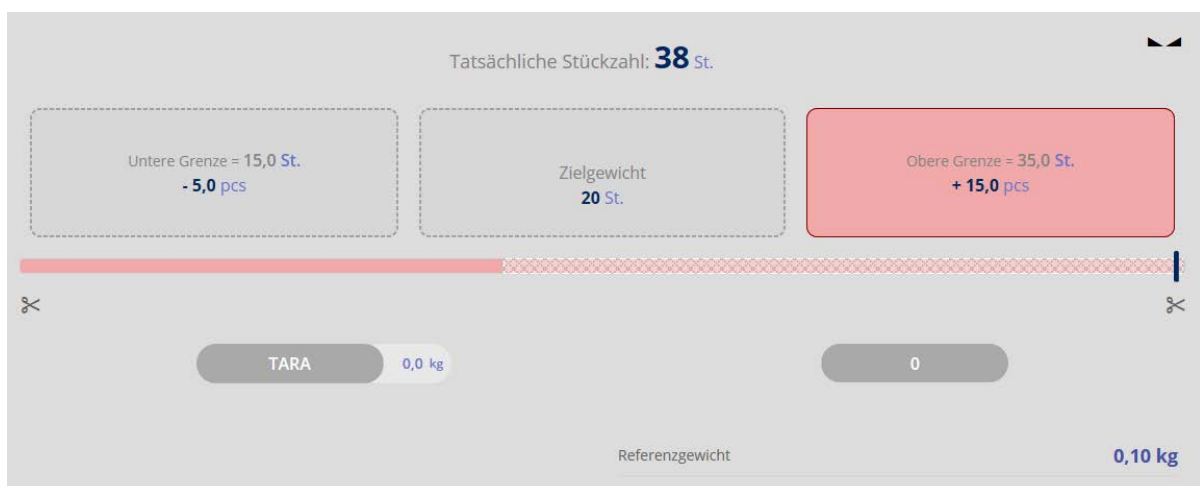 Tatsächliche Stückzahl: 38 St.
Untere Grenze = 15,0 St.
- 5,0 pcs
Zielgewicht
20 St.
Obere Grenze = 35,0 St.
+ 15,0 pcs
TARA 0,0 kg
0
Referenzgewicht 0,10 kg